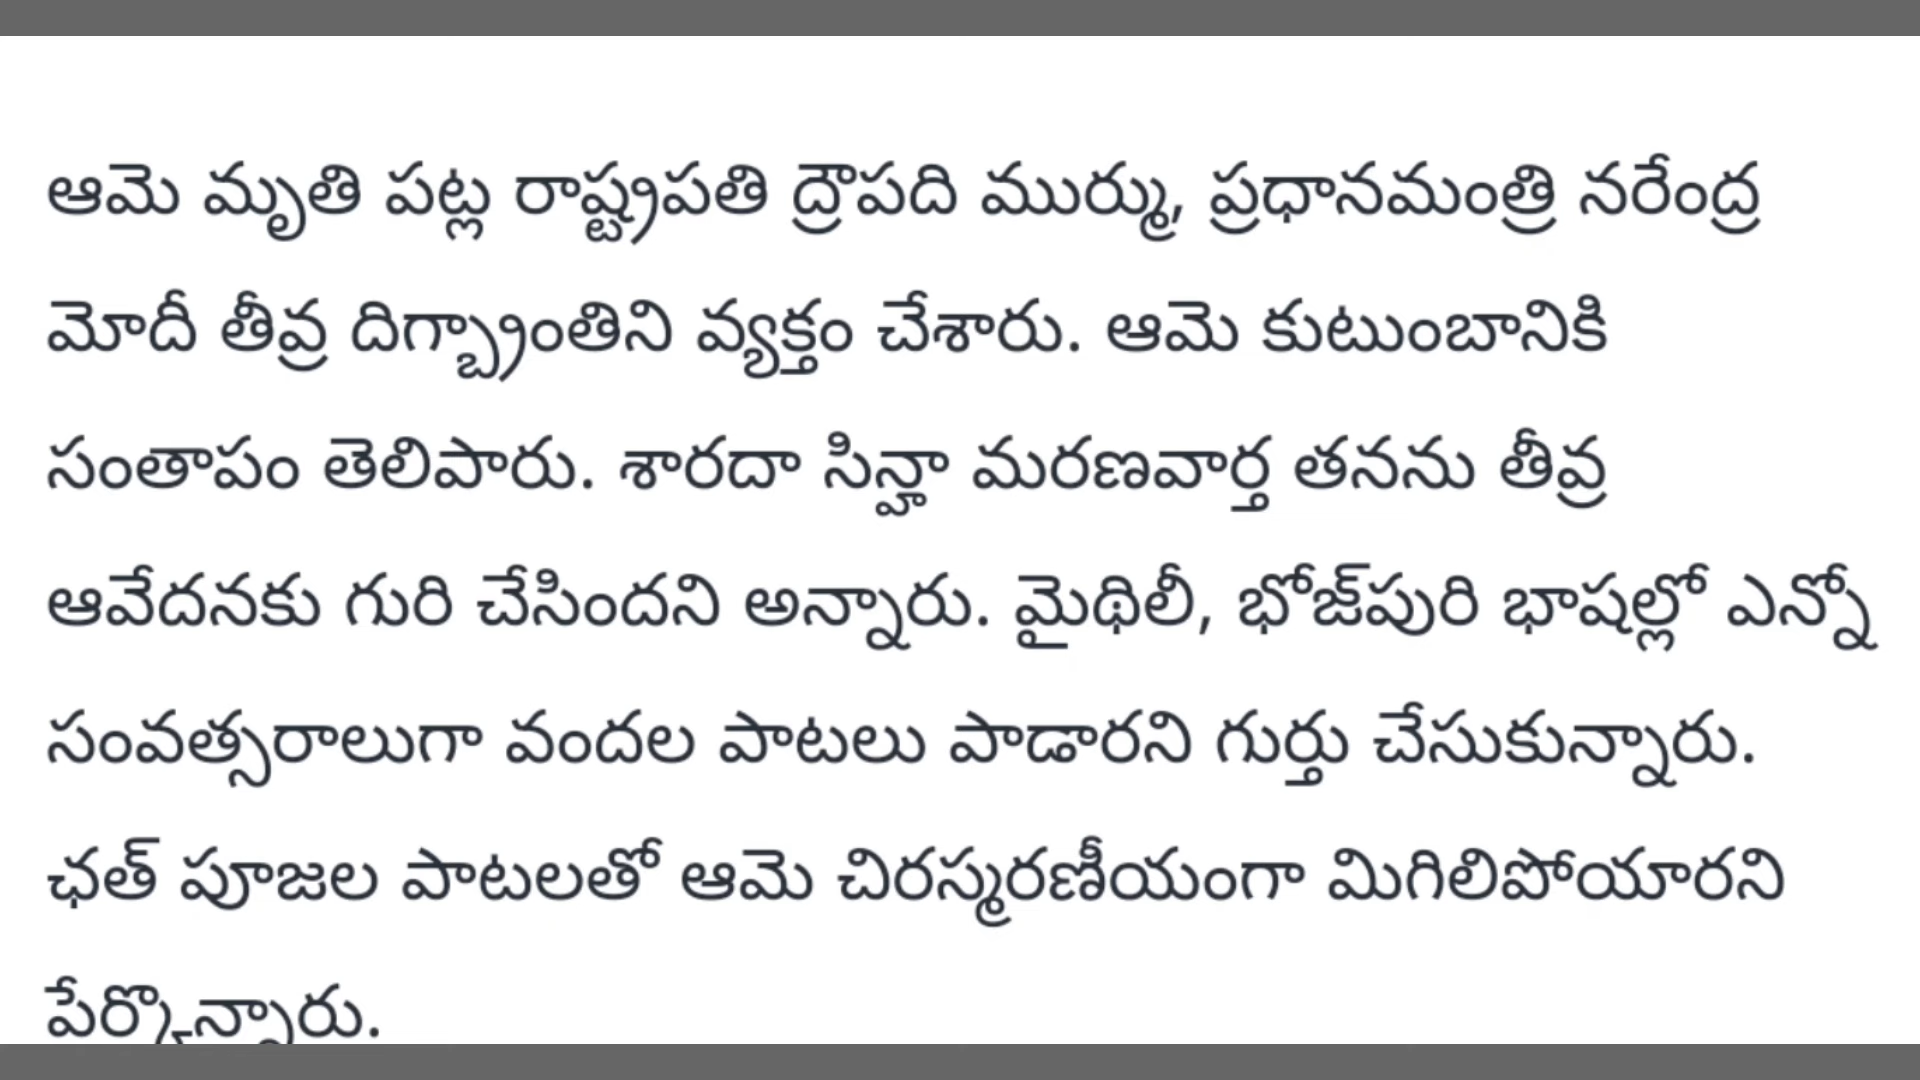 ఆమె మృతి పట్ల రాష్ట్రపతి ద్రౌపది ముర్ము, ప్రధానమంత్రి నరేంద్ర
మోదీ తీవ్ర దిగ్బ్రాంతిని వ్యక్తం చేశారు. ఆమె కుటుంబానికి
సంతాపం తెలిపారు. శారదా సిన్హా మరణవార్త తనను తీవ్ర
ఆవేదనకు గురి చేసిందని అన్నారు. మైథిలీ, భోజ్‌పురి భాషల్లో ఎన్నో
సంవత్సరాలుగా వందల పాటలు పాడారని గుర్తు చేసుకున్నారు.
ఛత్ పూజల పాటలతో ఆమె చిరస్మరణీయంగా మిగిలిపోయారని
పేర్కొన్నారు.